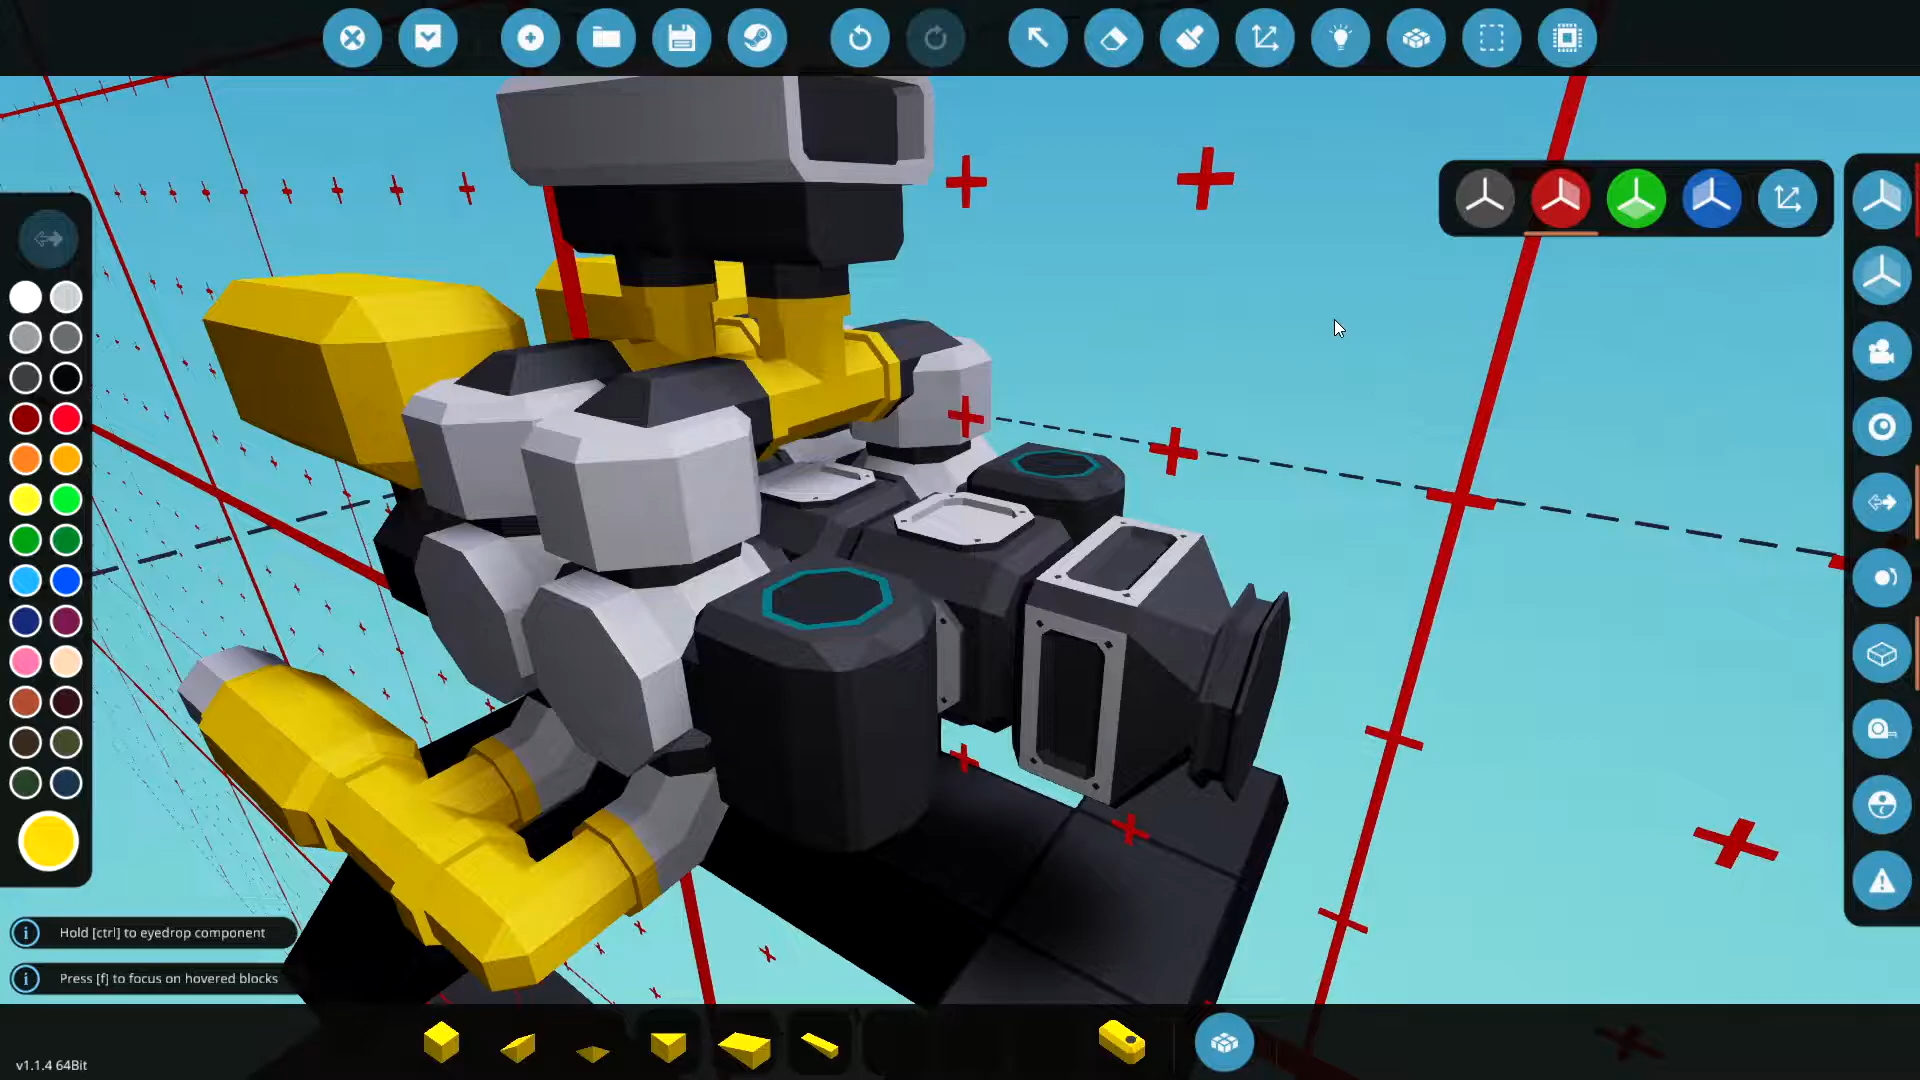 Hold [ctrl] to eyedrop component
Press [f] to focus on hovered blocks
v1.1.4 64Bit